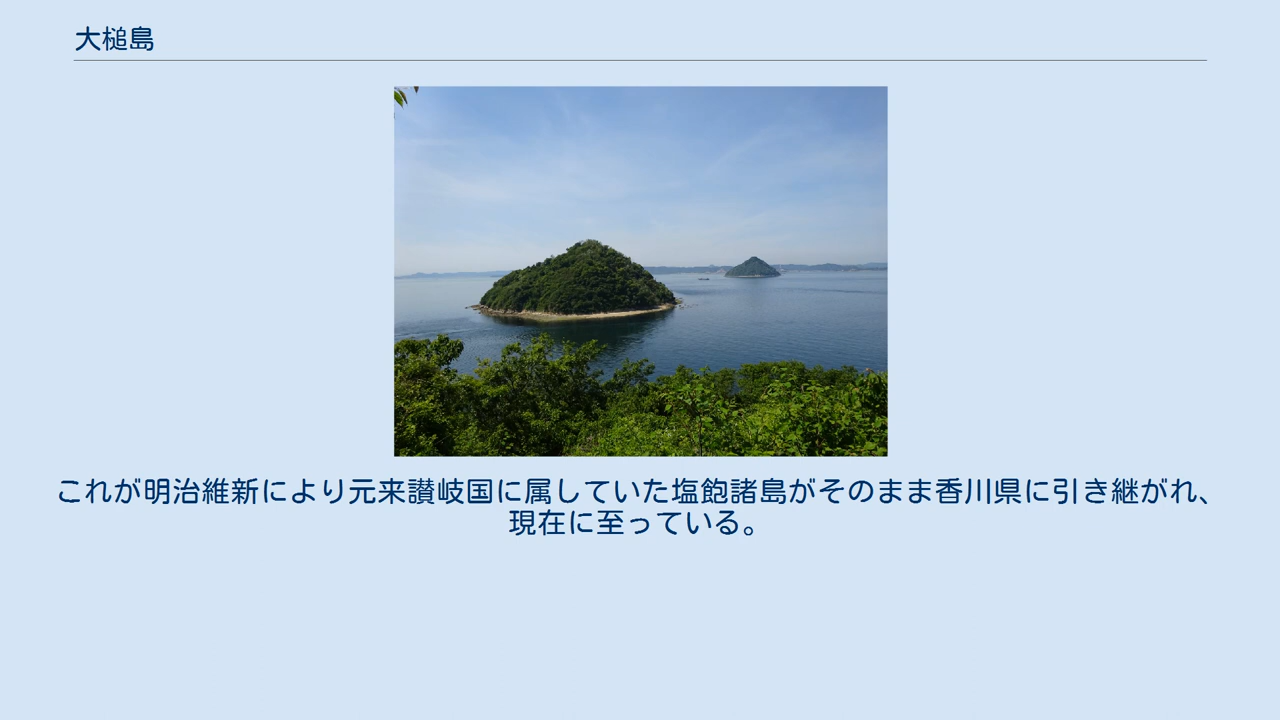 大槌島
これが明治維新により元来讃岐国に属していた塩飽諸島がそのまま香川県に引き継がれ、
現在に至っている。